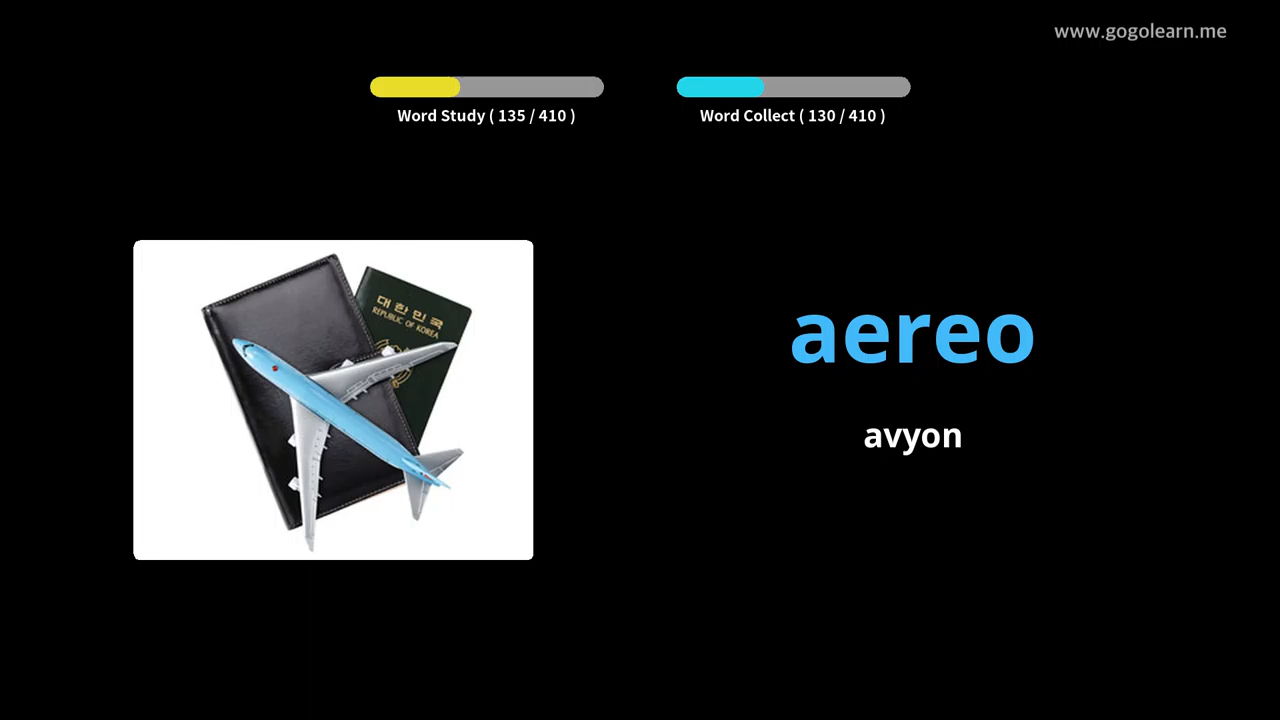 www.gogolearn.me
Word Study ( 135 / 410 )
Word Collect ( 130 / 410 )
대한민국
REPUBLIC OF KOREA
aereo
avyon